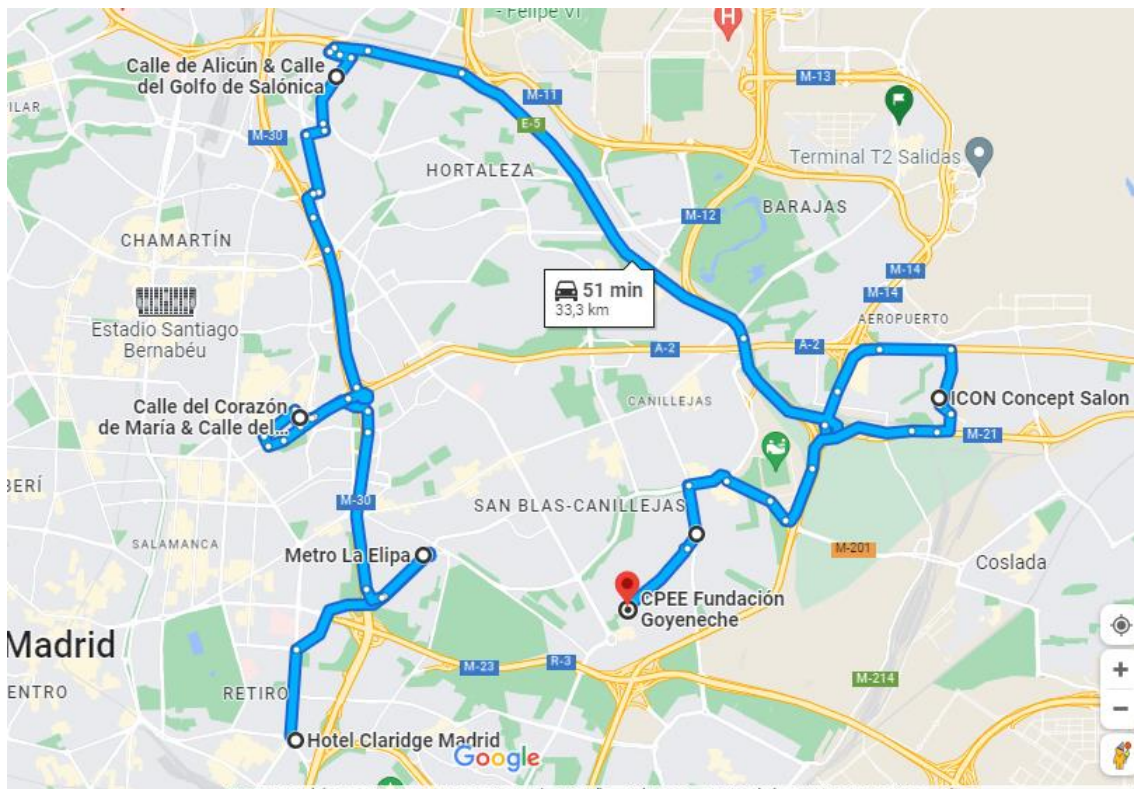 - Felipe VI
Calle de Alicún & Calle
del Golfo de Salónica
M-13
M-11
E-5
M-30
ILAR
HORTALEZA
Terminal T2 Salidas
BARAJAS
M-12
CHAMARTÍN
M-14
M-14
51 min
33,3 km
AEROPUERTO
Estadio Santiago
Bernabéu
A-2
A-2
CANILLEJAS
ICON Concept Salon
Calle del Corazón
de María & Calle del...
M-21
BERÍ
M-30
SAN BLAS-CANILLEJAS
SALAMANCA
Metro La Elipa
M-201
Coslada
CPEE Fundación
Goyeneche
Madrid
M-23
R-3
M-214
ENTRO
RETIRO
Hotel Claridge Madrid
Google